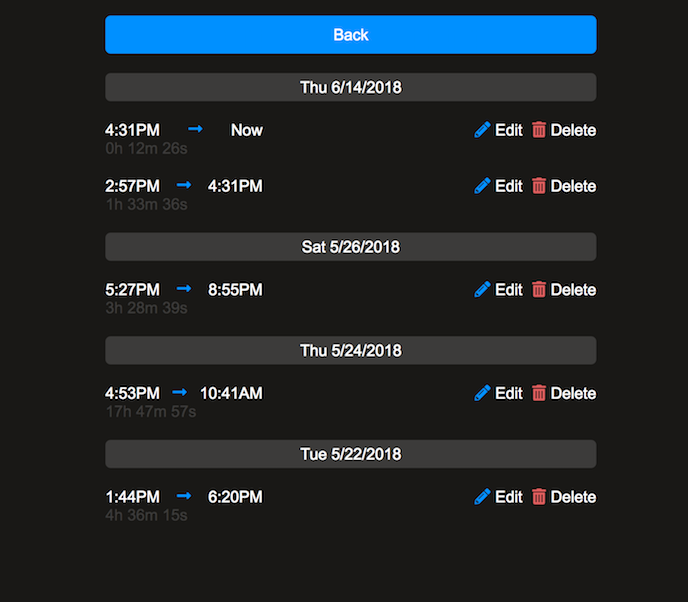 Back
Thu 6/14/2018
4:31PM → Now Edit Delete
0h 12m 26s
2:57PM → 4:31PM Edit Delete
1h 33m 36s
Sat 5/26/2018
5:27PM → 8:55PM Edit Delete
3h 28m 39s
Thu 5/24/2018
4:53PM → 10:41AM Edit Delete
17h 47m 57s
Tue 5/22/2018
1:44PM → 6:20PM Edit Delete
4h 36m 15s